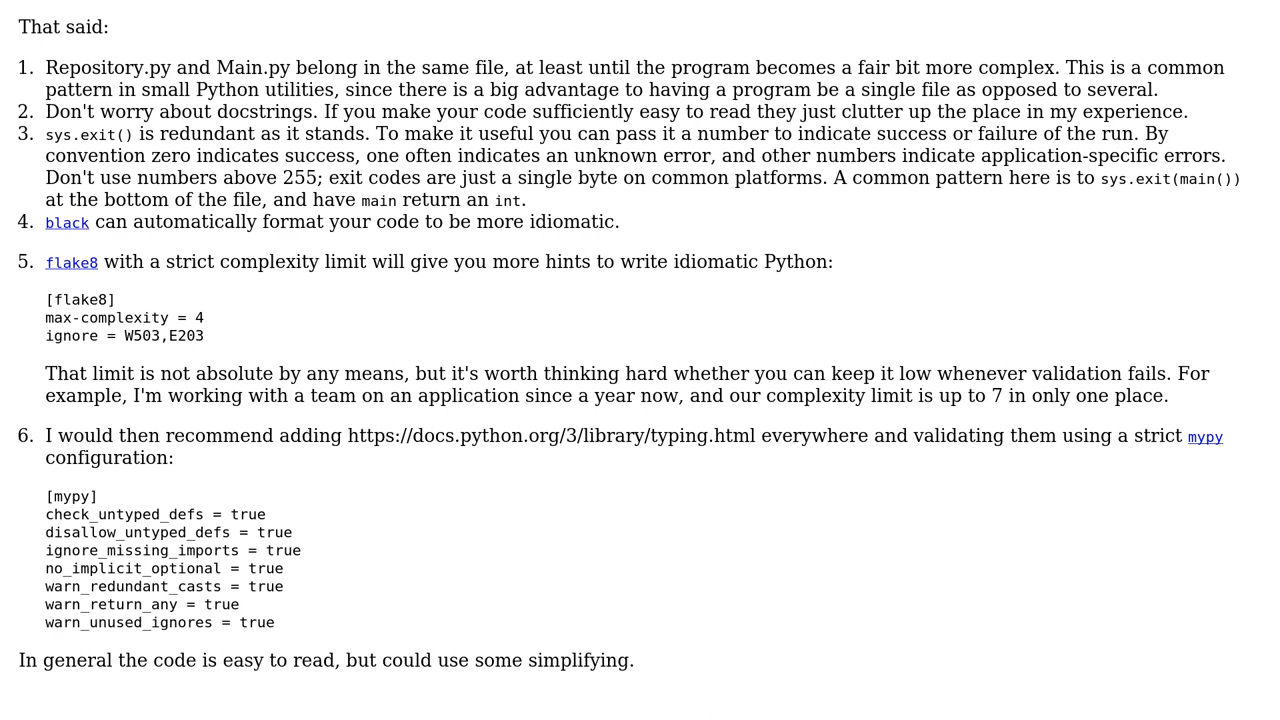 That said:
1. Repository.py and Main.py belong in the same file, at least until the program becomes a fair bit more complex. This is a common
pattern in small Python utilities, since there is a big advantage to having a program be a single file as opposed to several.
2. Don't worry about docstrings. If you make your code sufficiently easy to read they just clutter up the place in my experience.
3. sys.exit() is redundant as it stands. To make it useful you can pass it a number to indicate success or failure of the run. By
convention zero indicates success, one often indicates an unknown error, and other numbers indicate application-specific errors.
Don't use numbers above 255; exit codes are just a single byte on common platforms. A common pattern here is to sys.exit(main())
at the bottom of the file, and have main return an int.
4. black can automatically format your code to be more idiomatic.
5. flake8 with a strict complexity limit will give you more hints to write idiomatic Python:
[flake8]
max-complexity = 4
ignore = W503,E203
That limit is not absolute by any means, but it's worth thinking hard whether you can keep it low whenever validation fails. For
example, I'm working with a team on an application since a year now, and our complexity limit is up to 7 in only one place.
6. I would then recommend adding https://docs.python.org/3/library/typing.html everywhere and validating them using a strict mypy
configuration:
[mypy]
check_untyped_defs = true
disallow_untyped_defs = true
ignore_missing_imports = true
no_implicit_optional = true
warn_redundant_casts = true
warn_return_any = true
warn_unused_ignores = true
In general the code is easy to read, but could use some simplifying.